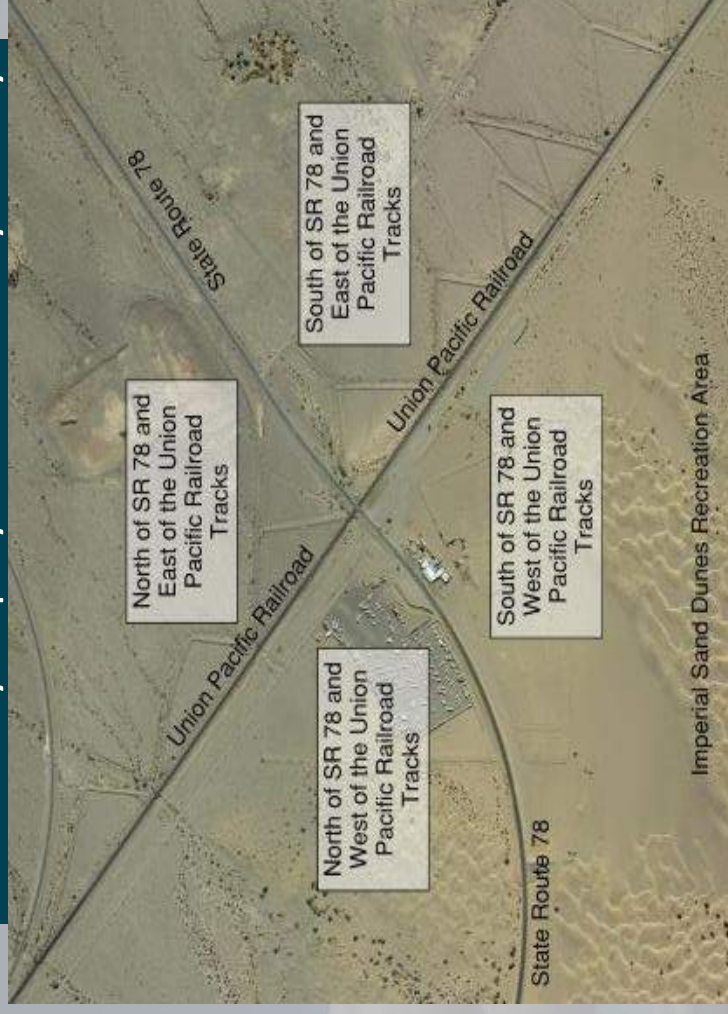 State Route 78
North of SR 78 and
East of the Union
Pacific Railroad
Tracks
South of SR 78 and
East of the Union
Pacific Railroad
Tracks
Union Pacific Railroad
Union Pacific Railroad
North of SR 78 and
West of the Union
Pacific Railroad
Tracks
South of SR 78 and
West of the Union
Pacific Railroad
Tracks
State Route 78
Imperial Sand Dunes Recreation Area